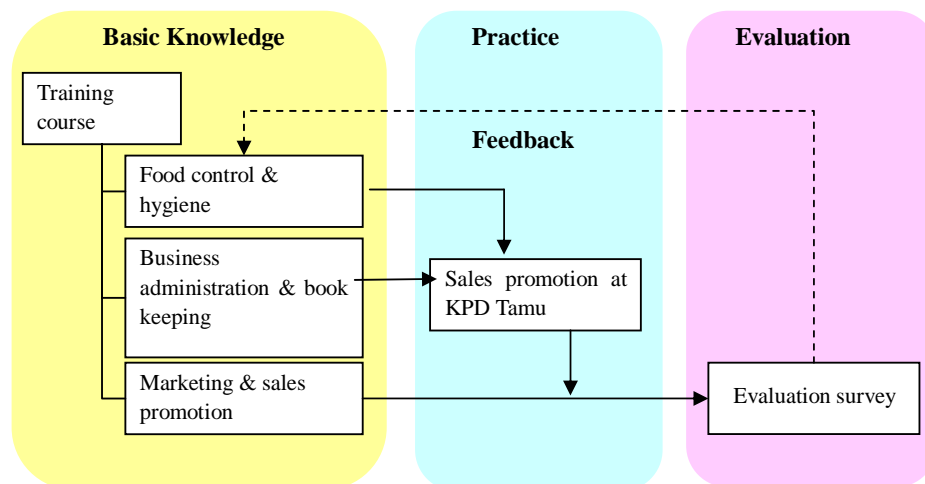 Basic Knowledge
Practice
Evaluation
Training
course
Feedback
Food control &
hygiene
Business
administration & book
keeping
Sales promotion at
KPD Tamu
Marketing & sales
promotion
Evaluation survey